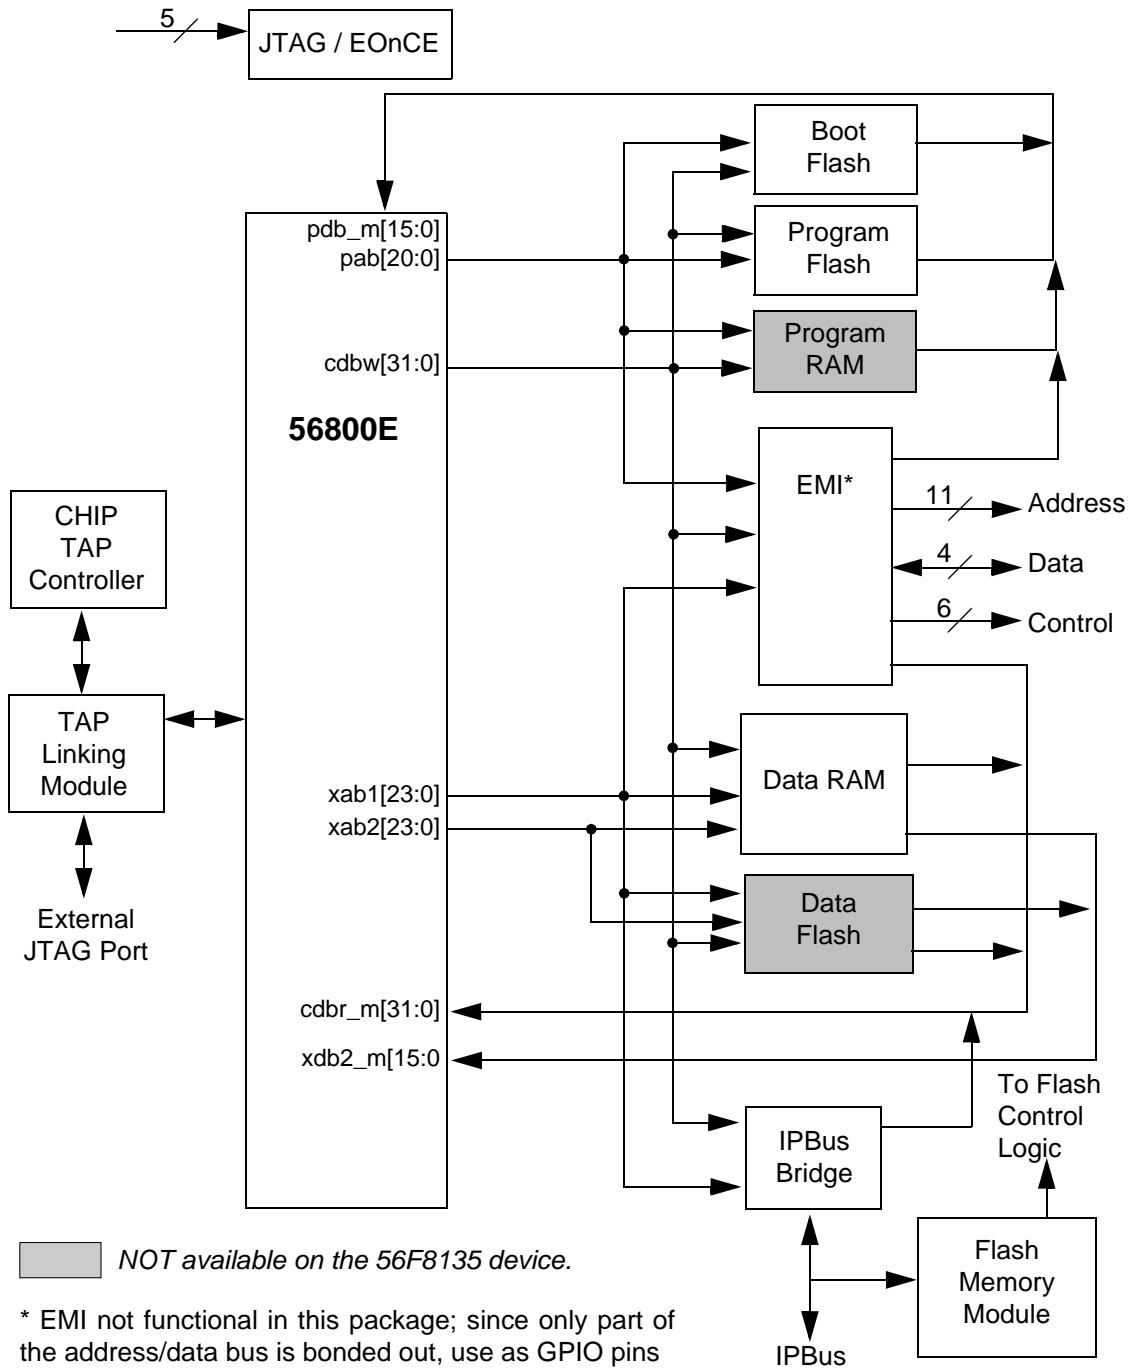 5
JTAG / EOnCE
Boot
Flash
pdb_m[15:0]
pab[20:0]
Program
Flash
cdbw[31:0]
Program
RAM
56800E
EMI*
11
Address
4
Data
6
Control
CHIP
TAP
Controller
TAP
Linking
Module
External
JTAG Port
xab1[23:0]
xab2[23:0]
Data RAM
Data
Flash
cdbr_m[31:0]
xdb2_m[15:0
To Flash
Control
Logic
IPBus
Bridge
Flash
Memory
Module
IPBus
NOT available on the 56F8135 device.
* EMI not functional in this package; since only part of
the address/data bus is bonded out, use as GPIO pins